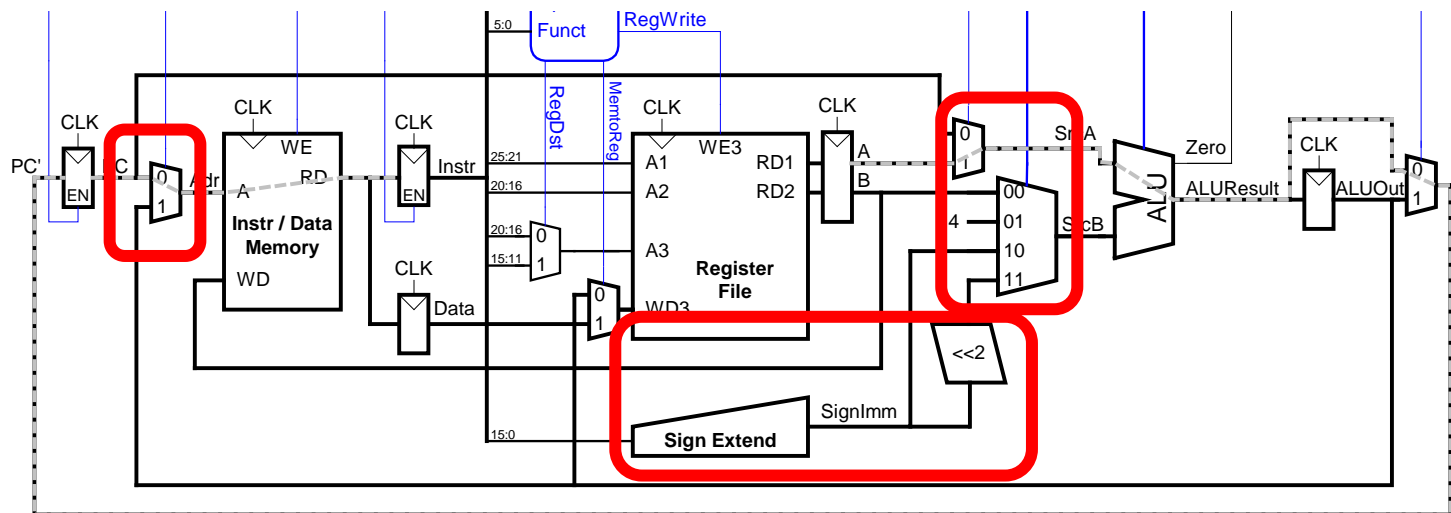 5:0
Funct
RegWrite
RegDst
MemtoReg
CLK
CLK
CLK
CLK
CLK
CLK
CLK
PC'
PC
EN
0
1
Adr
A
WE
RD
Instr / Data
Memory
WD
EN
Instr
Data
25:21
20:16
20:16
15:11
15:0
0
1
0
1
A1
A2
A3
WD3
WE3
RD1
RD2
Register
File
A
B
0
1
SrcA
00
4
01
10
11
SrcB
<<2
SignImm
Sign Extend
ALU
Zero
ALUResult
ALUOut
0
1